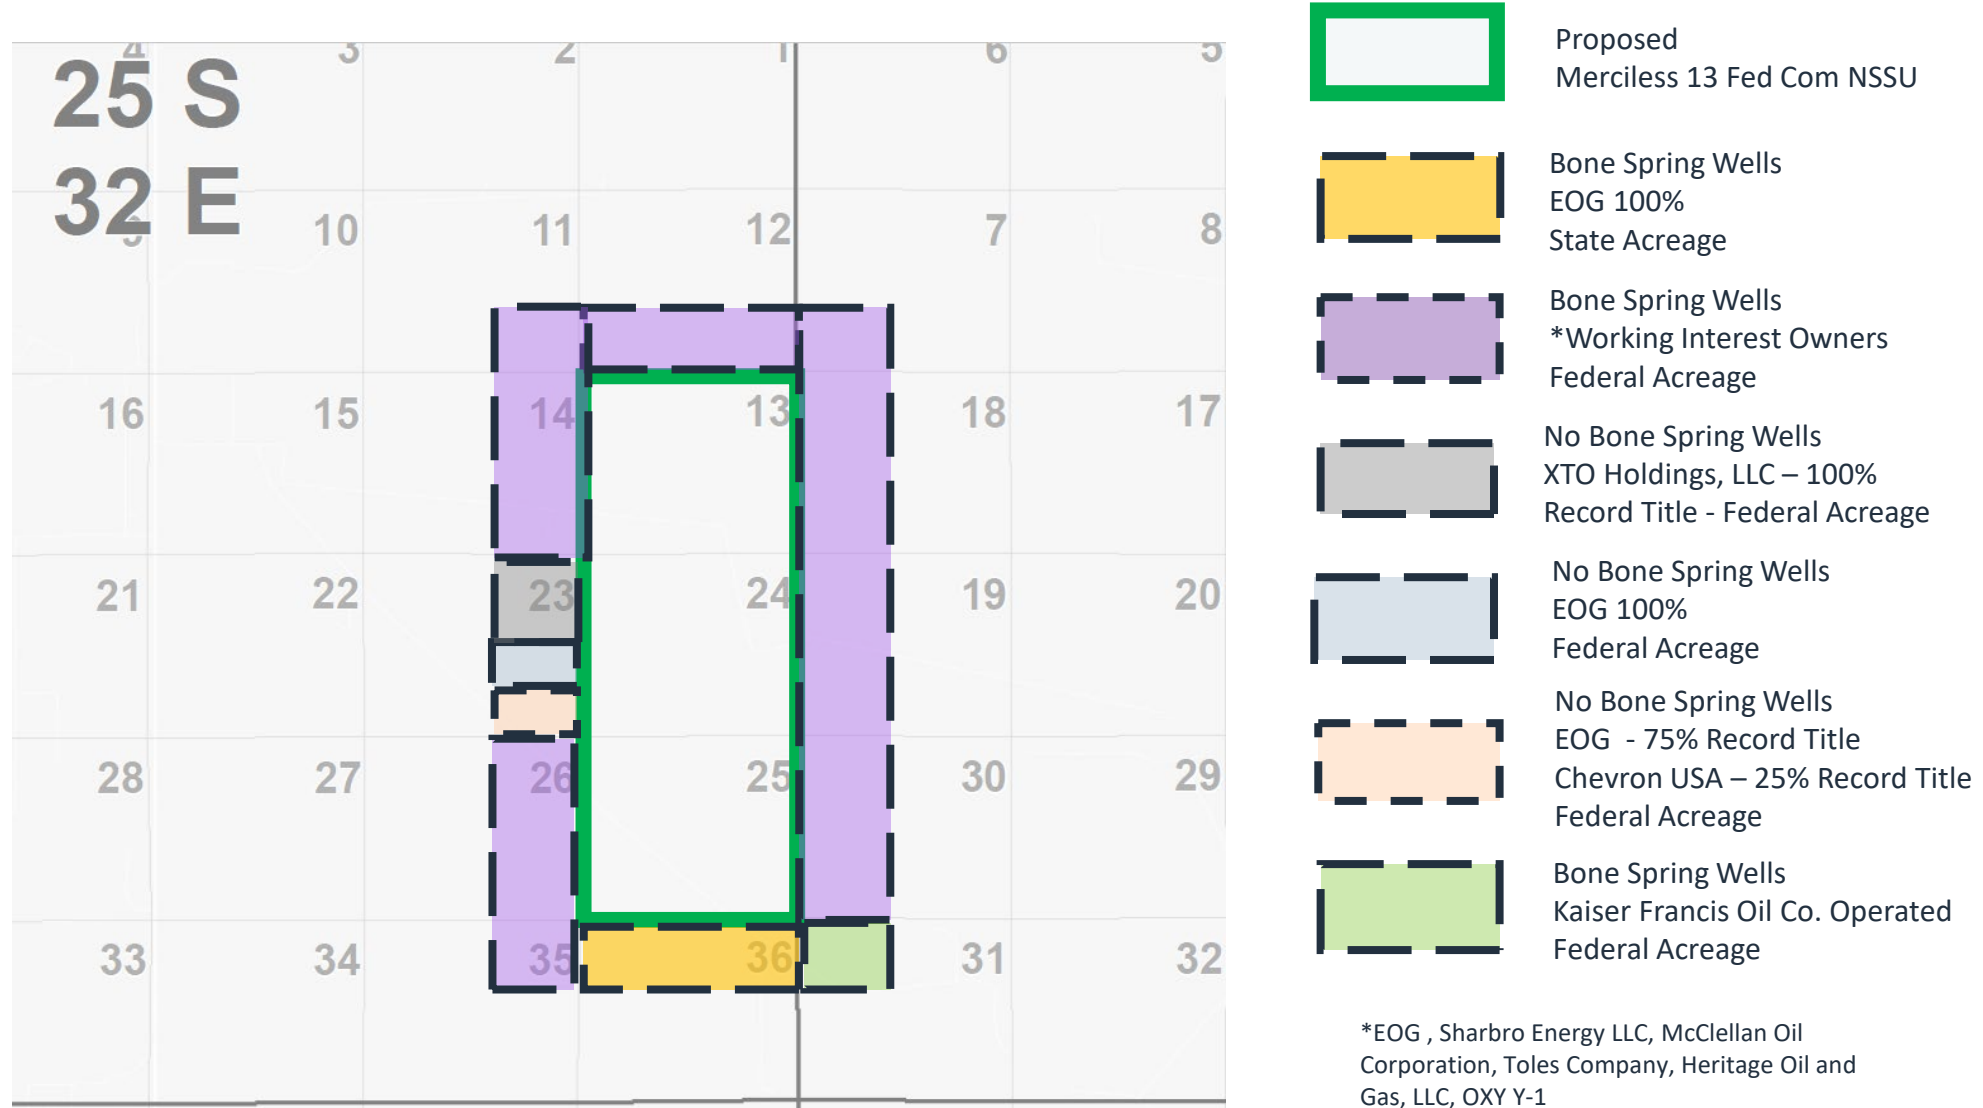 4 3 2 1 6 5
25 S
32 E
9 10 11 12 7 8
16 15 14 13 18 17
21 22 23 24 19 20
28 27 26 25 30 29
33 34 35 36 31 32
Proposed
Merciless 13 Fed Com NSSU
Bone Spring Wells
EOG 100%
State Acreage
Bone Spring Wells
*Working Interest Owners
Federal Acreage
No Bone Spring Wells
XTO Holdings, LLC – 100%
Record Title - Federal Acreage
No Bone Spring Wells
EOG 100%
Federal Acreage
No Bone Spring Wells
EOG - 75% Record Title
Chevron USA – 25% Record Title
Federal Acreage
Bone Spring Wells
Kaiser Francis Oil Co. Operated
Federal Acreage
*EOG , Sharbro Energy LLC, McClellan Oil
Corporation, Toles Company, Heritage Oil and
Gas, LLC, OXY Y-1